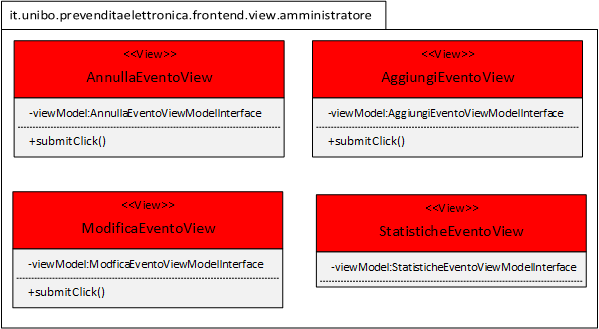 it.unibo.prevenditaelettronica.frontend.view.amministratore
<<View>>
AnnullaEventoView
-viewModel:AnnullaEventoViewModelInterface
+submitClick()
<<View>>
AggiungiEventoView
-viewModel:AggiungiEventoViewModelInterface
+submitClick()
<<View>>
ModificaEventoView
-viewModel:ModficaEventoViewModelInterface
+submitClick()
<<View>>
StatisticheEventoView
-viewModel:StatisticheEventoViewModelInterface